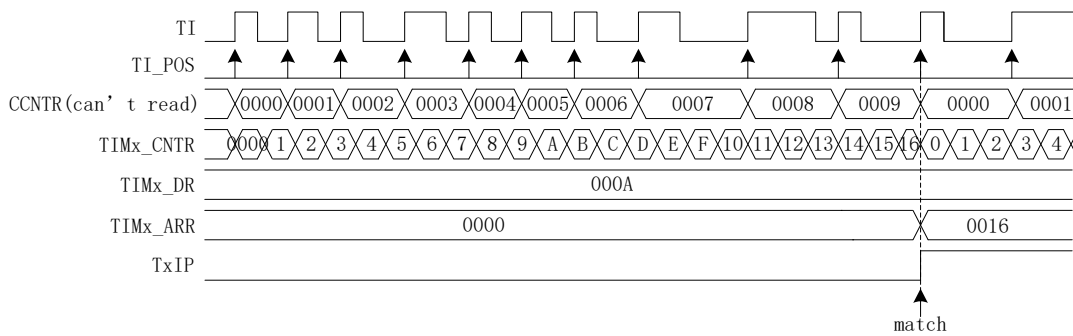 TI
TI_POS
CCNTR(can't read) 0000 0001 0002 0003 0004 0005 0006 0007 0008 0009 0000 0001
TIMx_CNTR 0000 1 2 3 4 5 6 7 8 9 A B C D E F 10 11 12 13 14 15 16 0 1 2 3 4
TIMx_DR 000A
TIMx_ARR 0000 0016
TxIP
match